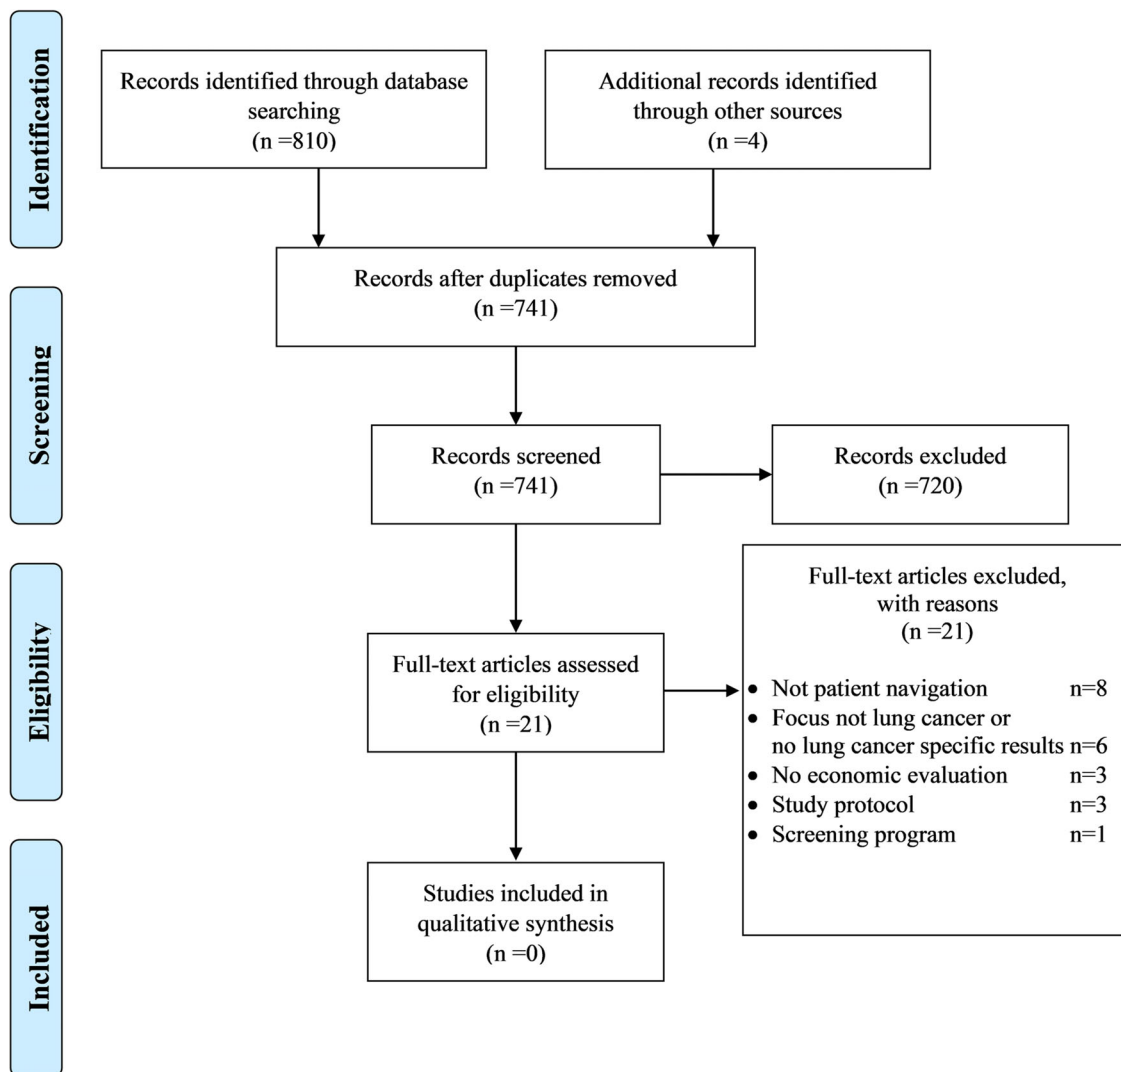 Identification
Records identified through database
searching
(n =810)
Additional records identified
through other sources
(n =4)
Records after duplicates removed
(n =741)
Screening
Records screened
(n =741)
Records excluded
(n =720)
Eligibility
Full-text articles assessed
for eligibility
(n =21)
Full-text articles excluded,
with reasons
(n =21)
• Not patient navigation n=8
• Focus not lung cancer or
no lung cancer specific results n=6
• No economic evaluation n=3
• Study protocol n=3
• Screening program n=1
Included
Studies included in
qualitative synthesis
(n =0)